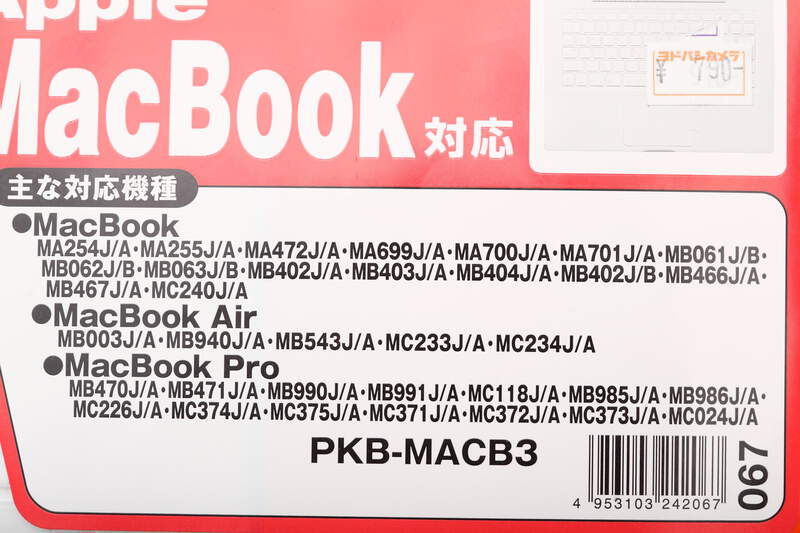 Apple
MacBook対応
ヨドバシカメラ
¥ 790-
主な対応機種
●MacBook
MA254J/A・MA255J/A・MA472J/A・MA699J/A・MA700J/A・MA701J/A・MB061J/B・
MB062J/B・MB063J/B・MB402J/A・MB403J/A・MB404J/A・MB402J/B・MB466J/A・
MB467J/A・MC240J/A
●MacBook Air
MB003J/A・MB940J/A・MB543J/A・MC233J/A・MC234J/A
●MacBook Pro
MB470J/A・MB471J/A・MB990J/A・MB991J/A・MC118J/A・MB985J/A・MB986J/A・
MC226J/A・MC374J/A・MC375J/A・MC371J/A・MC372J/A・MC373J/A・MC024J/A
PKB-MACB3
4 953103 242067
067